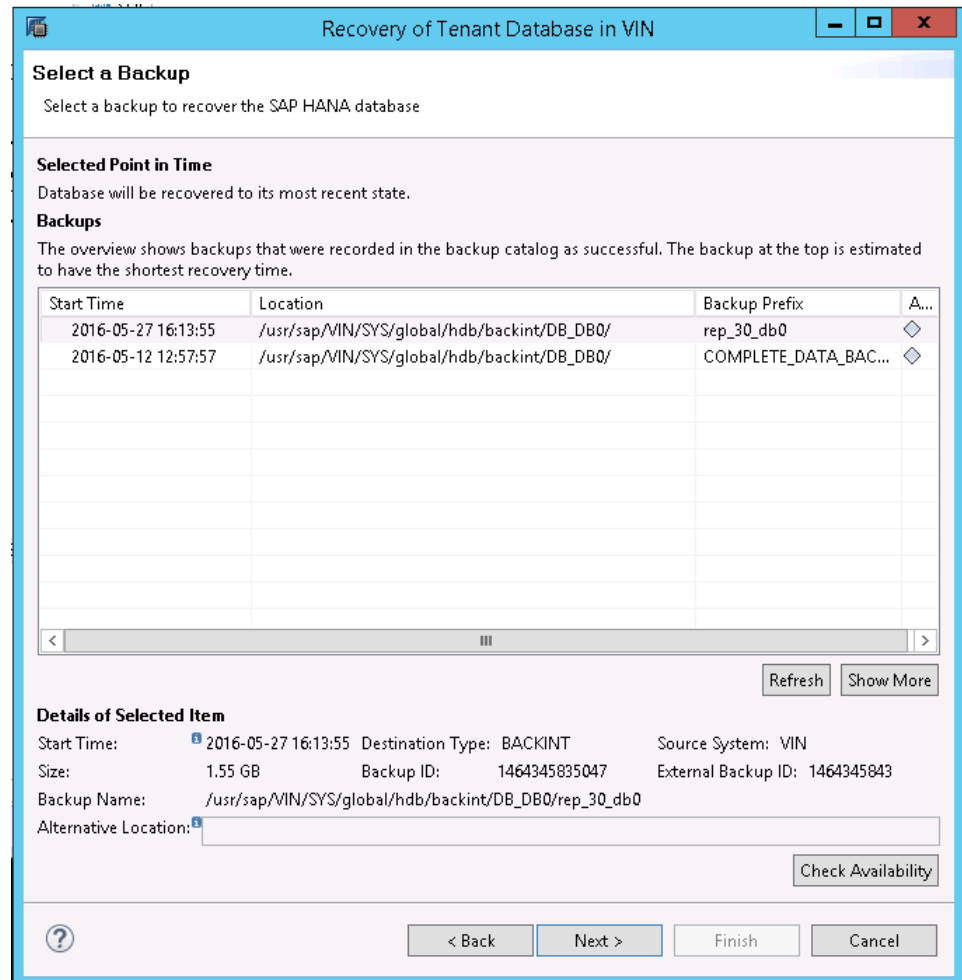 Recovery of Tenant Database in VIN
Select a Backup
Select a backup to recover the SAP HANA database
Selected Point in Time
Database will be recovered to its most recent state.
Backups
The overview shows backups that were recorded in the backup catalog as successful. The backup at the top is estimated
to have the shortest recovery time.
Start Time Location Backup Prefix A...
2016-05-27 16:13:55 /usr/sap/VIN/SYS/global/hdb/backint/DB_DB0/ rep_30_db0
2016-05-12 12:57:57 /usr/sap/VIN/SYS/global/hdb/backint/DB_DB0/ COMPLETE_DATA_BAC...
Refresh Show More
Details of Selected Item
Start Time: 2016-05-27 16:13:55 Destination Type: BACKINT Source System: VIN
Size: 1.55 GB Backup ID: 1464345835047 External Backup ID: 1464345843
Backup Name: /usr/sap/VIN/SYS/global/hdb/backint/DB_DB0/rep_30_db0
Alternative Location:
Check Availability
< Back Next > Finish Cancel